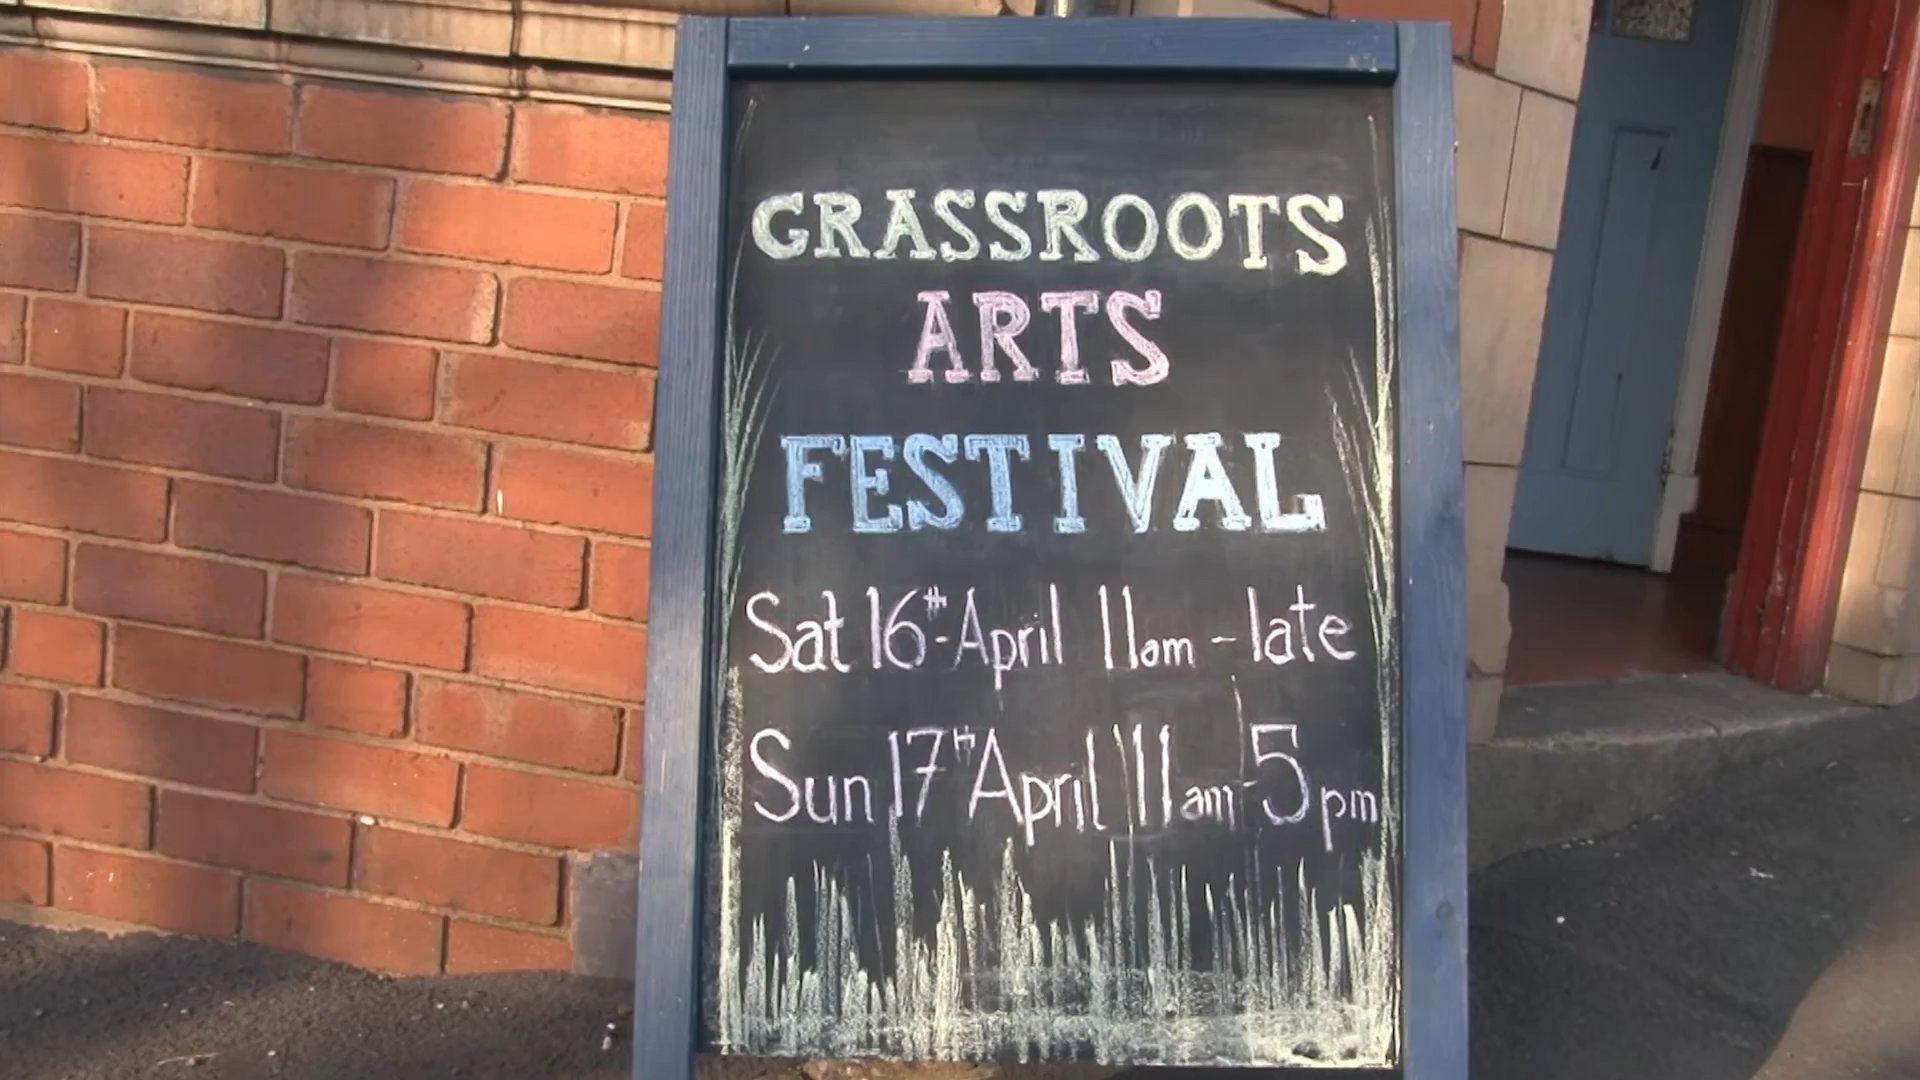 GRASSROOTS
ARTS
FESTIVAL
Sat 16th April 11am - late
Sun 17th April 11am - 5pm